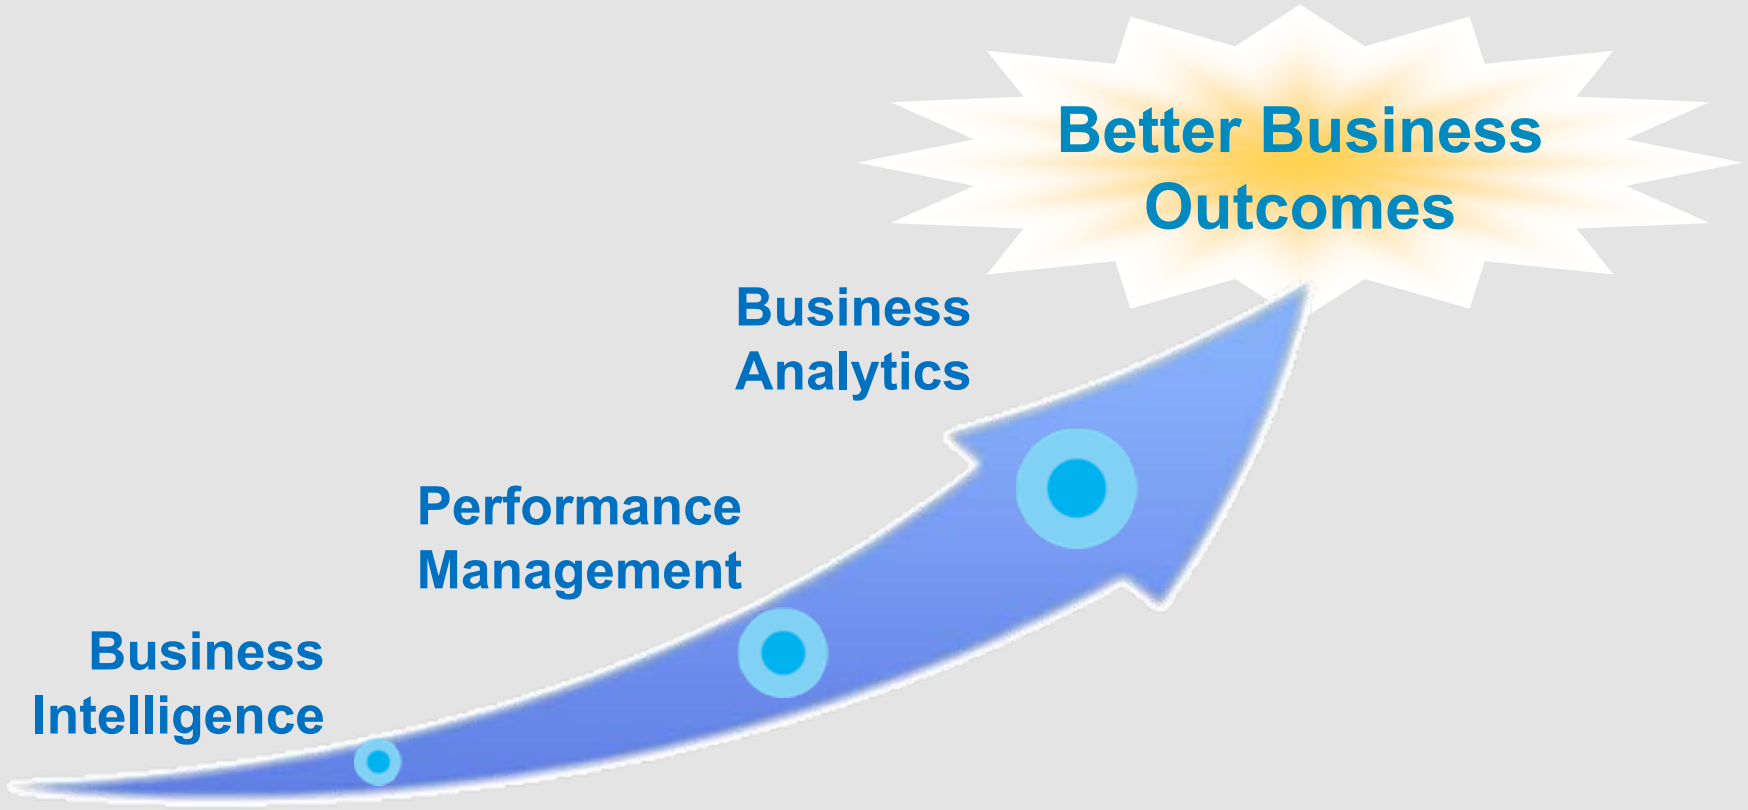 Better Business
Outcomes
Business
Analytics
Performance
Management
Business
Intelligence